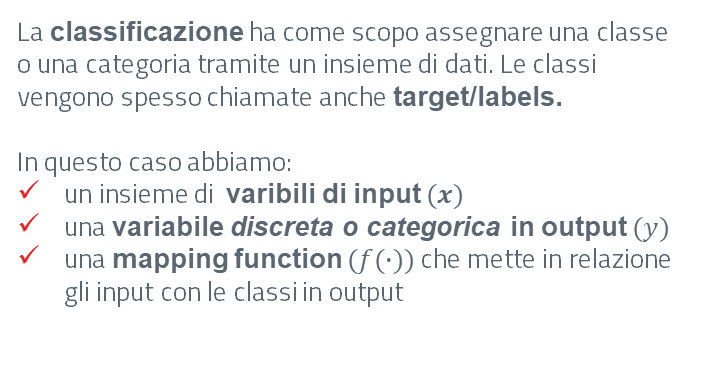 La classificazione ha come scopo assegnare una classe
o una categoria tramite un insieme di dati. Le classi
vengono spesso chiamate anche target/labels.
In questo caso abbiamo:
✓ un insieme di varibili di input (x)
✓ una variabile discreta o categorica in output (y)
✓ una mapping function (f(·)) che mette in relazione
gli input con le classi in output